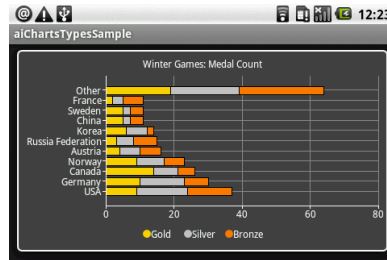 12:23
aiChartsTypesSample
Winter Games: Medal Count
Other
France
Sweden
China
Korea
Russia Federation
Austria
Norway
Canada
Germany
USA
0 20 40 60 80
Gold Silver Bronze